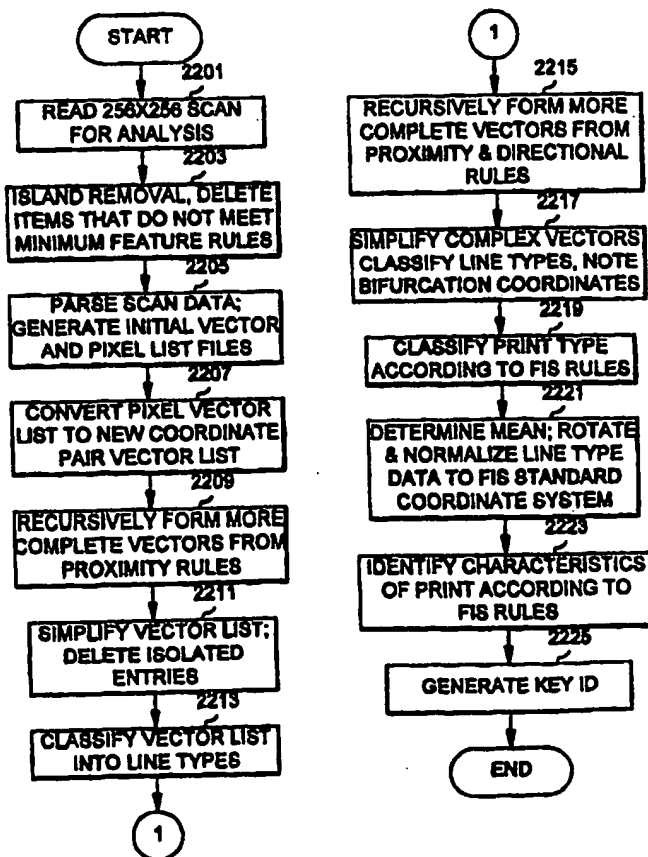 START
2201
READ 256X256 SCAN
FOR ANALYSIS
2203
ISLAND REMOVAL, DELETE
ITEMS THAT DO NOT MEET
MINIMUM FEATURE RULES
2205
PARSE SCAN DATA;
GENERATE INITIAL VECTOR
AND PIXEL LIST FILES
2207
CONVERT PIXEL VECTOR
LIST TO NEW COORDINATE
PAIR VECTOR LIST
2209
RECURSIVELY FORM MORE
COMPLETE VECTORS FROM
PROXIMITY RULES
2211
SIMPLIFY VECTOR LIST;
DELETE ISOLATED
ENTRIES
2213
CLASSIFY VECTOR LIST
INTO LINE TYPES
1
1
2215
RECURSIVELY FORM MORE
COMPLETE VECTORS FROM
PROXIMITY & DIRECTIONAL
RULES
2217
SIMPLIFY COMPLEX VECTORS
CLASSIFY LINE TYPES, NOTE
BIFURCATION COORDINATES
2219
CLASSIFY PRINT TYPE
ACCORDING TO FIS RULES
2221
DETERMINE MEAN; ROTATE
& NORMALIZE LINE TYPE
DATA TO FIS STANDARD
COORDINATE SYSTEM
2223
IDENTIFY CHARACTERISTICS
OF PRINT ACCORDING TO
FIS RULES
2225
GENERATE KEY ID
END